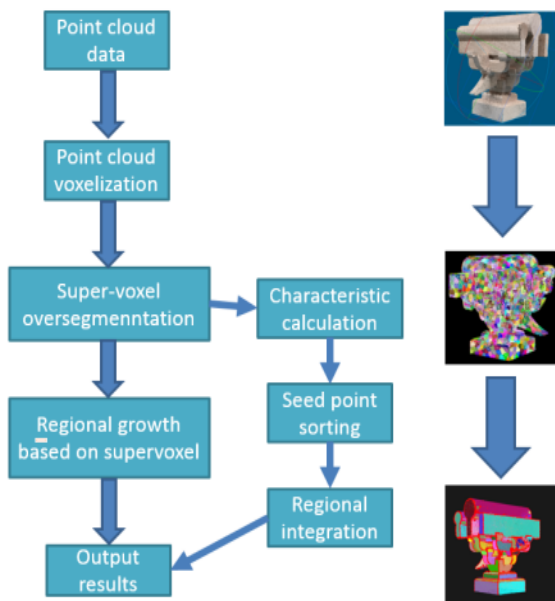 Point cloud
data
Point cloud
voxelization
Super-voxel
oversegmenntation
Characteristic
calculation
Regional growth
based on supervoxel
Seed point
sorting
Regional
integration
Output
results